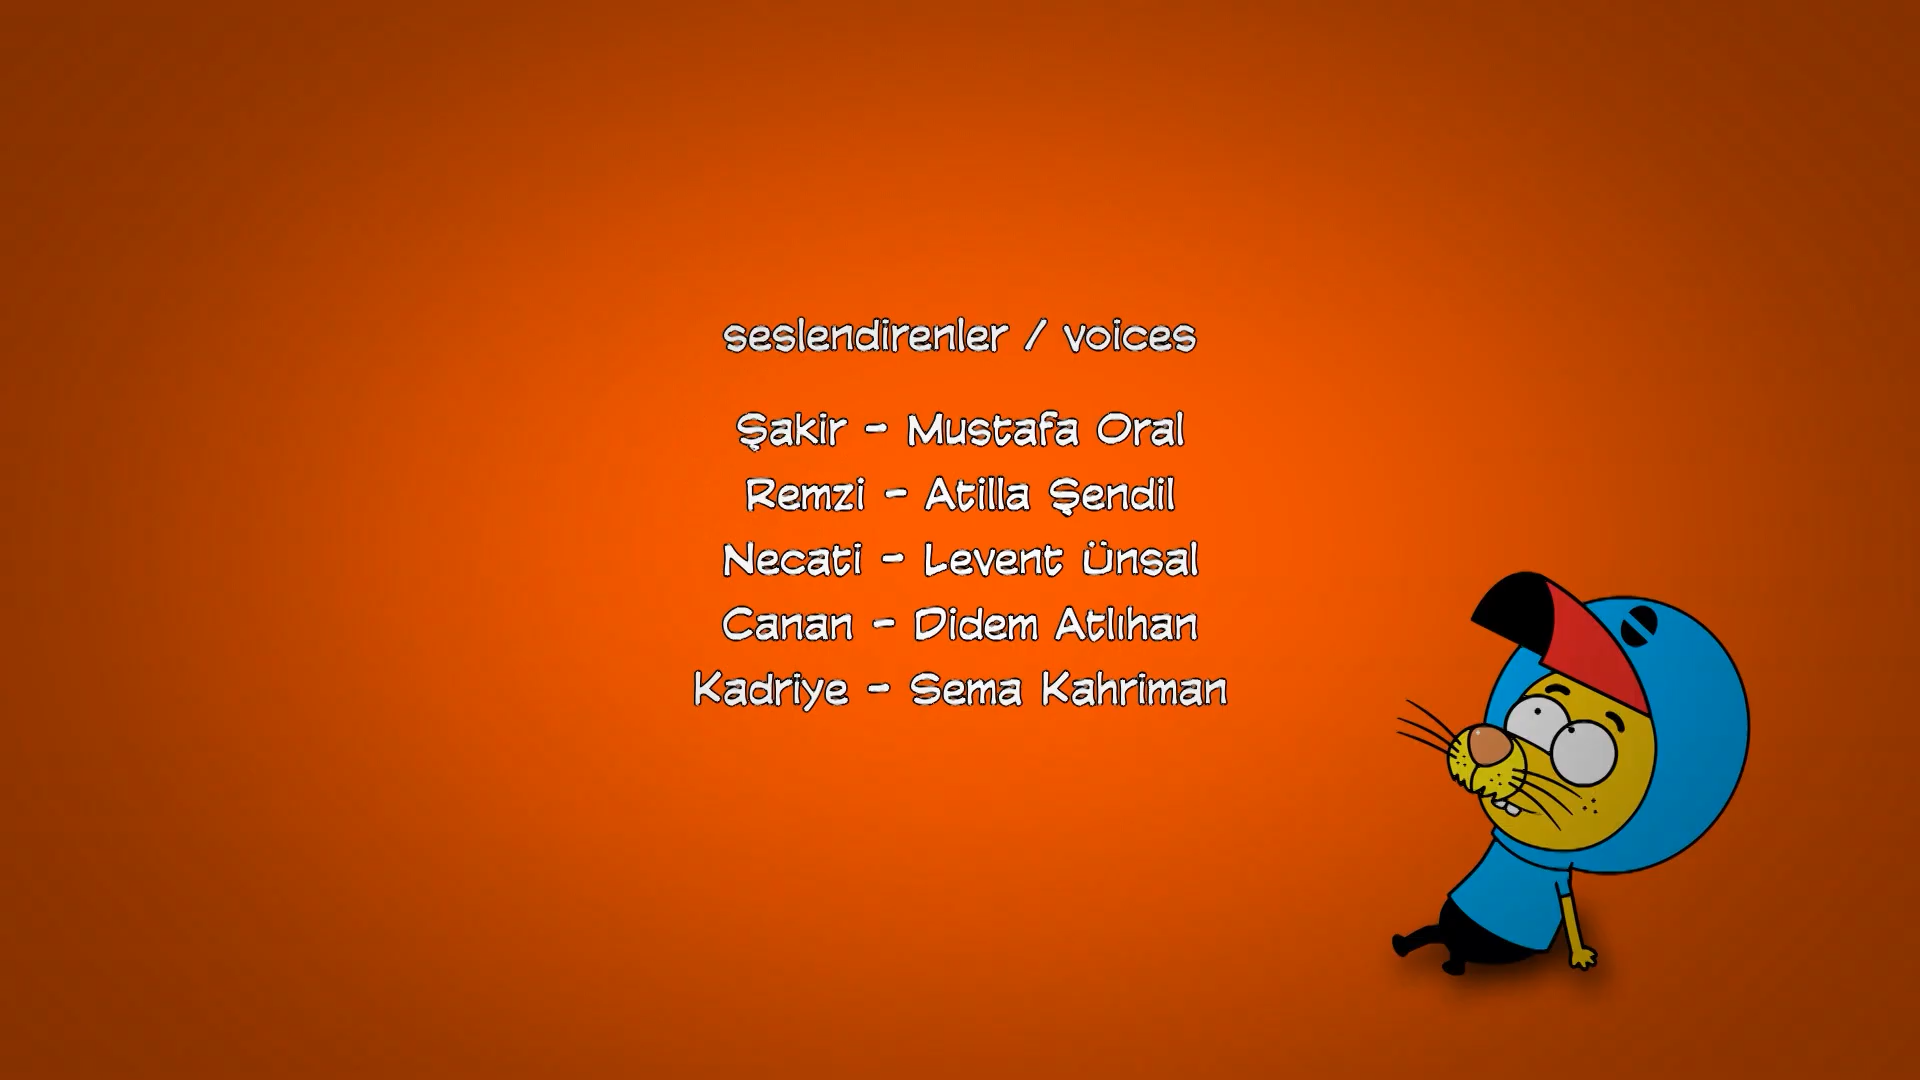 seslendirenler / voices
Şakir - Mustafa Oral
Remzi - Atilla Şendil
Necati - Levent Ünsal
Canan - Didem Atlıhan
Kadriye - Sema Kahriman